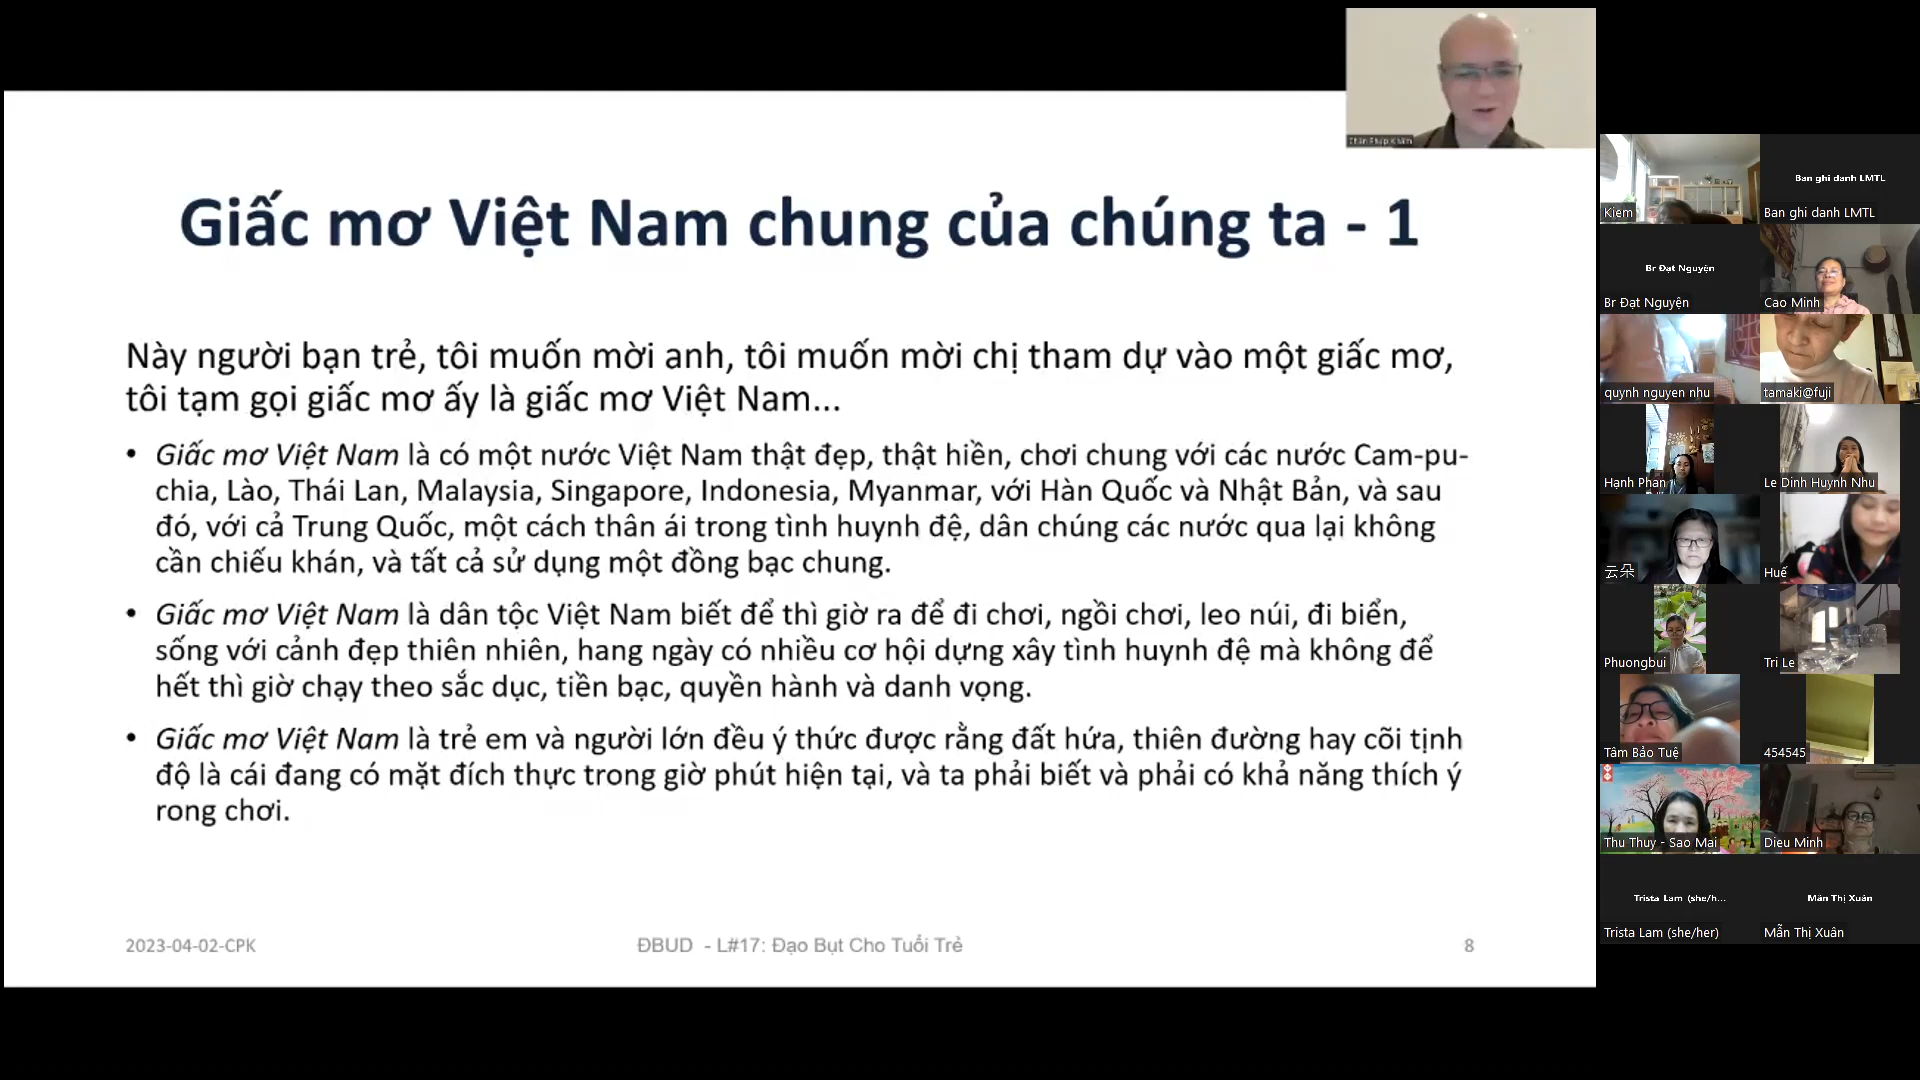 Chân Pháp Khâm
Giấc mơ Việt Nam chung của chúng ta - 1
Này người bạn trẻ, tôi muốn mời anh, tôi muốn mời chị tham dự vào một giấc mơ,
tôi tạm gọi giấc mơ ấy là giấc mơ Việt Nam...
• Giấc mơ Việt Nam là có một nước Việt Nam thật đẹp, thật hiền, chơi chung với các nước Cam-pu-
chia, Lào, Thái Lan, Malaysia, Singapore, Indonesia, Myanmar, với Hàn Quốc và Nhật Bản, và sau
đó, với cả Trung Quốc, một cách thân ái trong tình huynh đệ, dân chúng các nước qua lại không
cần chiếu khán, và tất cả sử dụng một đồng bạc chung.
• Giấc mơ Việt Nam là dân tộc Việt Nam biết để thì giờ ra để đi chơi, ngồi chơi, leo núi, đi biển,
sống với cảnh đẹp thiên nhiên, hang ngày có nhiều cơ hội dựng xây tình huynh đệ mà không để
hết thì giờ chạy theo sắc dục, tiền bạc, quyền hành và danh vọng.
• Giấc mơ Việt Nam là trẻ em và người lớn đều ý thức được rằng đất hứa, thiên đường hay cõi tịnh
độ là cái đang có mặt đích thực trong giờ phút hiện tại, và ta phải biết và phải có khả năng thích ý
rong chơi.
2023-04-02-CPK
ĐBUD - L#17: Đạo Bụt Cho Tuổi Trẻ
8
Kiem
Ban ghi danh LMTL
Ban ghi danh LMTL
Br Đạt Nguyện
Br Đạt Nguyện
Cao Minh
quynh nguyen nhu
tamaki@fuji
Hạnh Phan
Le Dinh Huynh Nhu
云朵
Huế
Phuongbui
Tri Le
Tâm Bảo Tuệ
454545
Thu Thuy - Sao Mai
Dieu Minh
Trista Lam (she/h...
Trista Lam (she/her)
Mẫn Thị Xuân
Mẫn Thị Xuân